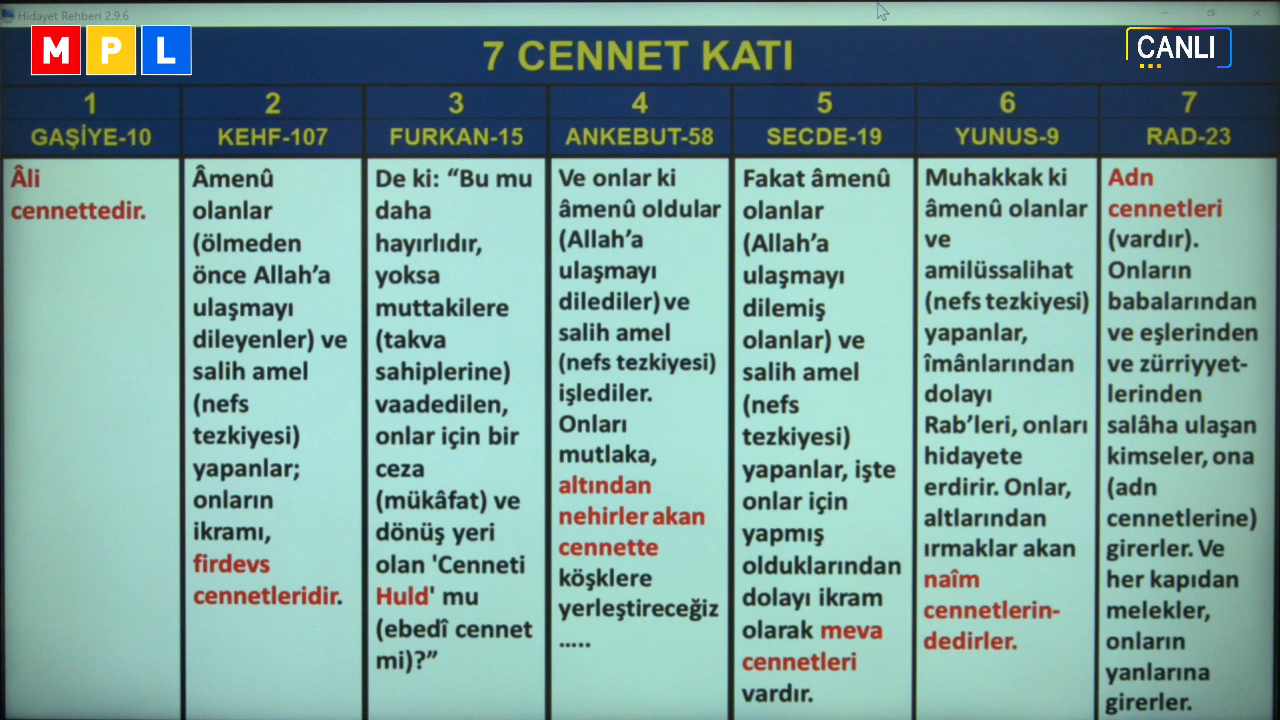 Hidayet Rehberi 2.9.6
MPL
CANLI
7 CENNET KATI
1
GAŞİYE-10
Âli
cennettedir.
2
KEHF-107
Âmenû
olanlar
(ölmeden
önce Allah’a
ulaşmayı
dileyenler) ve
salih amel
(nefs
tezkiyesi)
yapanlar;
onların
ikramı,
firdevs
cennetleridir.
3
FURKAN-15
De ki: “Bu mu
daha
hayırlıdır,
yoksa
muttakilere
(takva
sahiplerine)
vaadedilen,
onlar için bir
ceza
(mükâfat) ve
dönüş yeri
olan 'Cenneti
Huld' mu
(ebedî cennet
mi)?”
4
ANKEBUT-58
Ve onlar ki
âmenû oldular
(Allah’a
ulaşmayı
dilediler) ve
salih amel
(nefs tezkiyesi)
işlediler.
Onları
mutlaka,
altından
nehirler akan
cennette
köşklere
yerleştireceğiz
.....
5
SECDE-19
Fakat âmenû
olanlar
(Allah’a
ulaşmayı
dilemiş
olanlar) ve
salih amel
(nefs
tezkiyesi)
yapanlar, işte
onlar için
yapmış
olduklarından
dolayı ikram
olarak meva
cennetleri
vardır.
6
YUNUS-9
Muhakkak ki
âmenû olanlar
ve
amilüssalihat
(nefs tezkiyesi)
yapanlar,
îmânlarından
dolayı
Rab’leri, onları
hidayete
erdirir. Onlar,
altlarından
ırmaklar akan
naîm
cennetlerin-
dedirler.
7
RAD-23
Adn
cennetleri
(vardır).
Onların
babalarından
ve eşlerinden
ve zürriyyet-
lerinden
salâha ulaşan
kimseler, ona
(adn
cennetlerine)
girerler. Ve
her kapıdan
melekler,
onların
yanlarına
girerler.